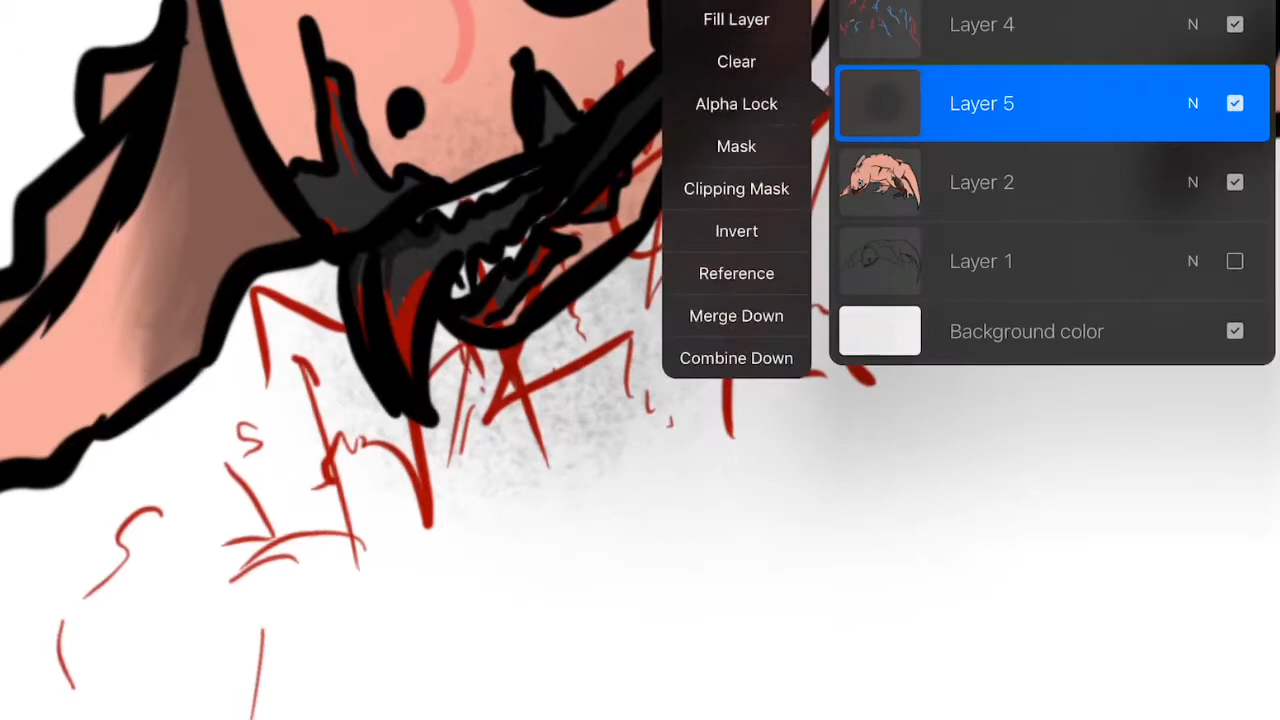 Fill Layer
Clear
Alpha Lock
Mask
Clipping Mask
Invert
Reference
Merge Down
Combine Down
Layer 4 N
Layer 5 N
Layer 2 N
Layer 1 N
Background color